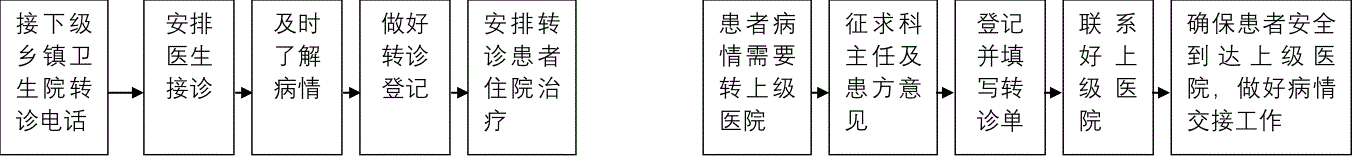 接下级
乡镇卫
生院转
诊电话
安排
医生
接诊
及时
了解
病情
做好
转诊
登记
安排转
诊患者
住院治
疗
患者病
情需要
转上级
医院
征求科
主任及
患方意
见
登记
并填
写转
诊单
联系
好上
级医
院
确保患者安全
到达上级医
院，做好病情
交接工作